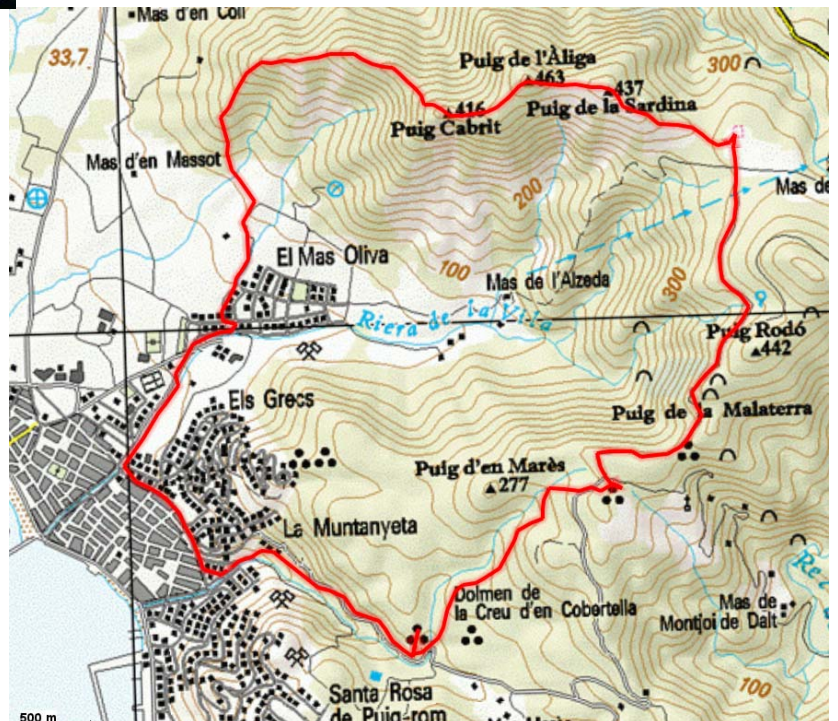 Mas d'en Coll
33,7
Puig de l'Àliga
463
300
437
416
Puig de la Sardina
Puig Cabrit
Mas d'en Massot
Mas de
200
El Mas Oliva
100
Mas de l'Alzeda
300
Riera de la Vila
Puig Rodó
442
Els Grecs
Puig de la Malaterra
Puig d'en Marès
277
La Muntanyeta
Dolmen de
la Creu d'en Cobertella
Mas de
Montjoi de Dalt
Santa Rosa
de Puig-rom
100
500 m